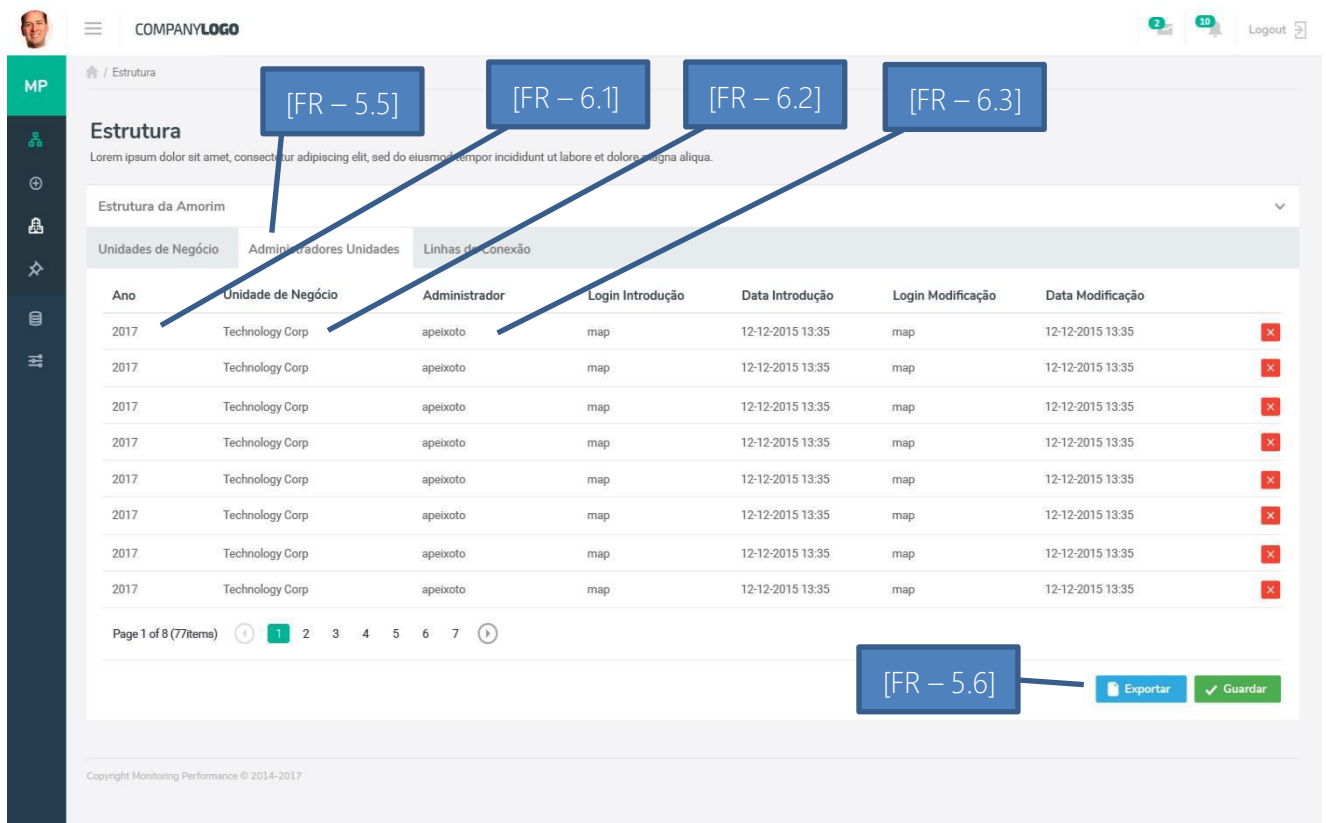 COMPANYLOGO
2
10
Logout
MP
/ Estrutura
[FR – 5.5]
[FR – 6.1]
[FR – 6.2]
[FR – 6.3]
Estrutura
Lorem ipsum dolor sit amet, consectetur adipiscing elit, sed do eiusmod tempor incididunt ut labore et dolore magna aliqua.
Estrutura da Amorim
Unidades de Negócio Administradores Unidades Linhas de Conexão
Ano Unidade de Negócio Administrador Login Introdução Data Introdução Login Modificação Data Modificação
2017 Technology Corp apeixoto map 12-12-2015 13:35 map 12-12-2015 13:35
2017 Technology Corp apeixoto map 12-12-2015 13:35 map 12-12-2015 13:35
2017 Technology Corp apeixoto map 12-12-2015 13:35 map 12-12-2015 13:35
2017 Technology Corp apeixoto map 12-12-2015 13:35 map 12-12-2015 13:35
2017 Technology Corp apeixoto map 12-12-2015 13:35 map 12-12-2015 13:35
2017 Technology Corp apeixoto map 12-12-2015 13:35 map 12-12-2015 13:35
2017 Technology Corp apeixoto map 12-12-2015 13:35 map 12-12-2015 13:35
2017 Technology Corp apeixoto map 12-12-2015 13:35 map 12-12-2015 13:35
Page 1 of 8 (77items) 1 2 3 4 5 6 7
[FR – 5.6]
Exportar Guardar
Copyright Monitoring Performance © 2014-2017